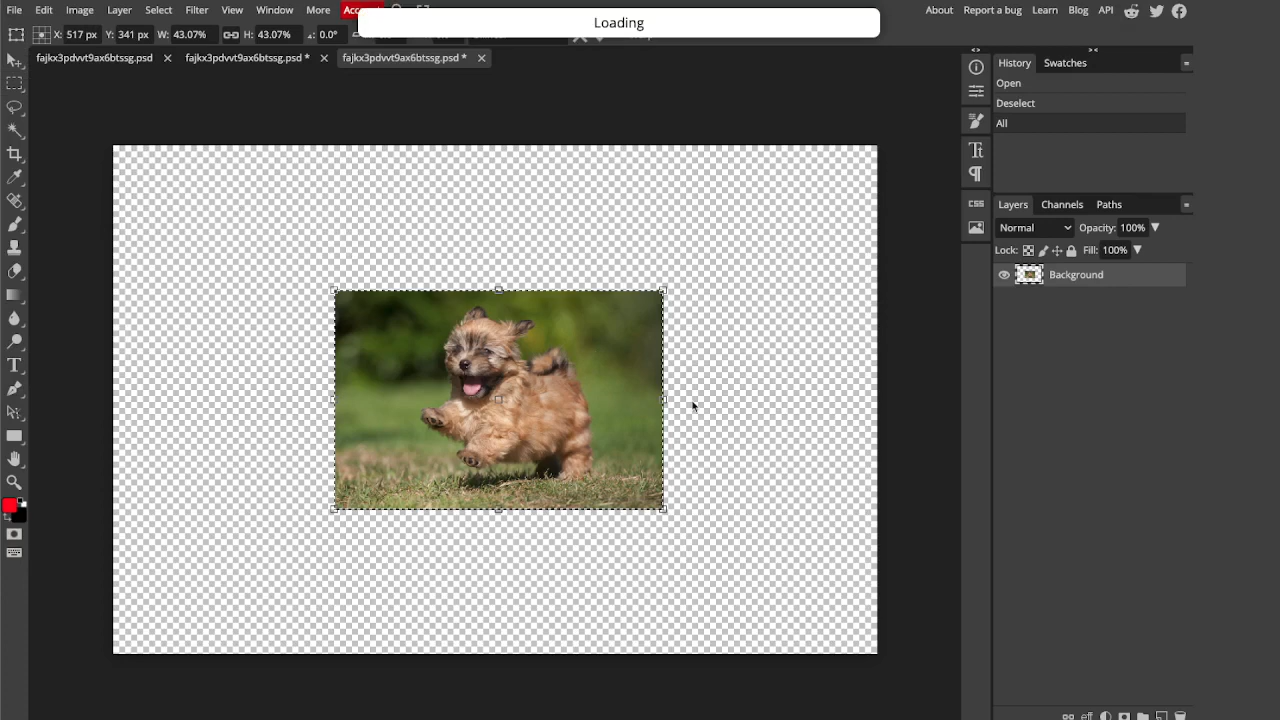 File Edit Image Layer Select Filter View Window More Acc
Loading
About Report a bug Learn Blog API
X: 517 px Y: 341 px W: 43.07% H: 43.07% 0.0°
fajkx3pdvvt9ax6btssg.psd
fajkx3pdvvt9ax6btssg.psd *
fajkx3pdvvt9ax6btssg.psd *
History Swatches
Open
Deselect
All
CSS
Layers Channels Paths
Normal Opacity: 100%
Lock: Fill: 100%
Background
eff